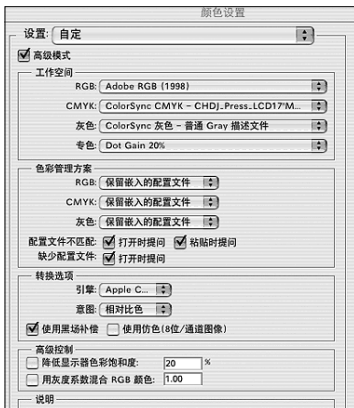 颜色设置
设置: 自定
高级模式
工作空间
RGB: Adobe RGB (1998)
CMYK: ColorSync CMYK - CHDJ_Press_LCD17"M...
灰色: ColorSync 灰色 - 普通 Gray 描述文件
专色: Dot Gain 20%
色彩管理方案
RGB: 保留嵌入的配置文件
CMYK: 保留嵌入的配置文件
灰色: 保留嵌入的配置文件
配置文件不匹配: 打开时提问 粘贴时提问
缺少配置文件: 打开时提问
转换选项
引擎: Apple C...
意图: 相对比色
使用黑场补偿 使用仿色(8位/通道图像)
高级控制
降低显示器色彩饱和度: 20 %
用灰度系数混合 RGB 颜色: 1.00
说明